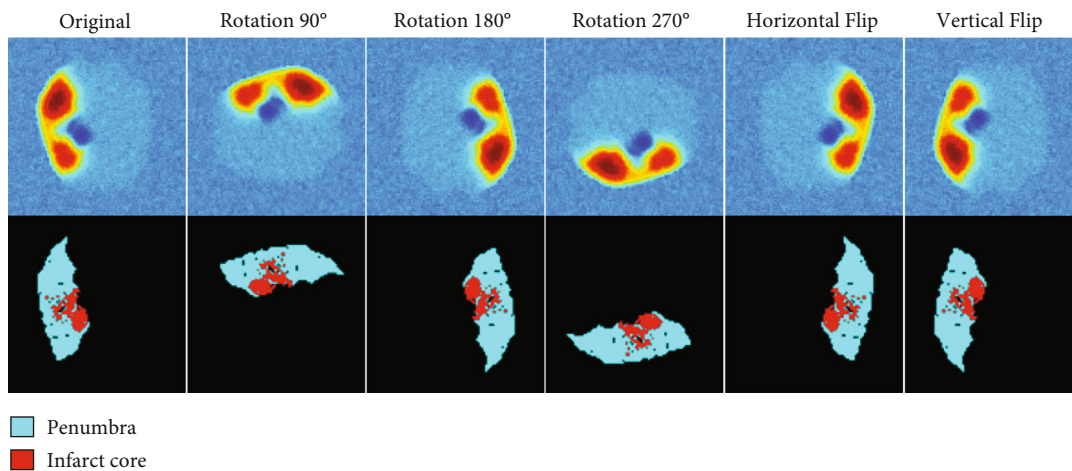 Original Rotation 90° Rotation 180° Rotation 270° Horizontal Flip Vertical Flip
Penumbra
Infarct core